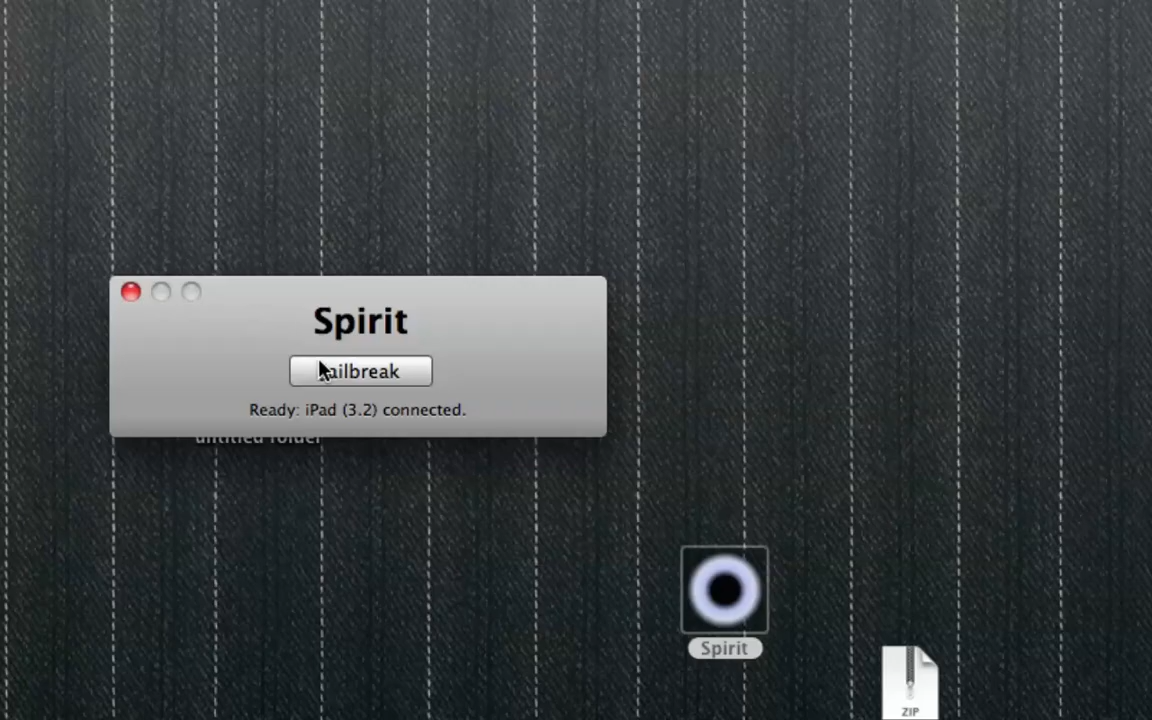 Spirit
ailbreak
Ready: iPad (3.2) connected.
untitled folder
Spirit
ZIP